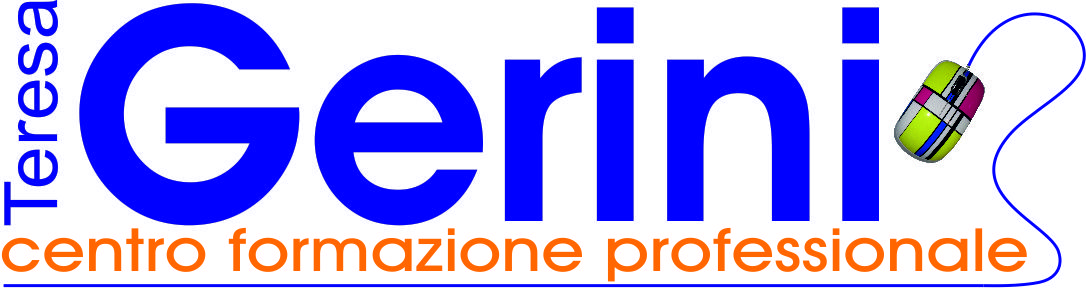 Teresa
Gerini
centro formazione professionale